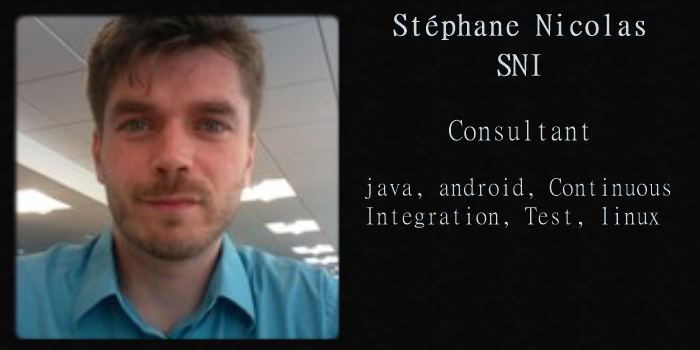 Stéphane Nicolas
SNI
Consultant
java, android, Continuous
Integration, Test, linux